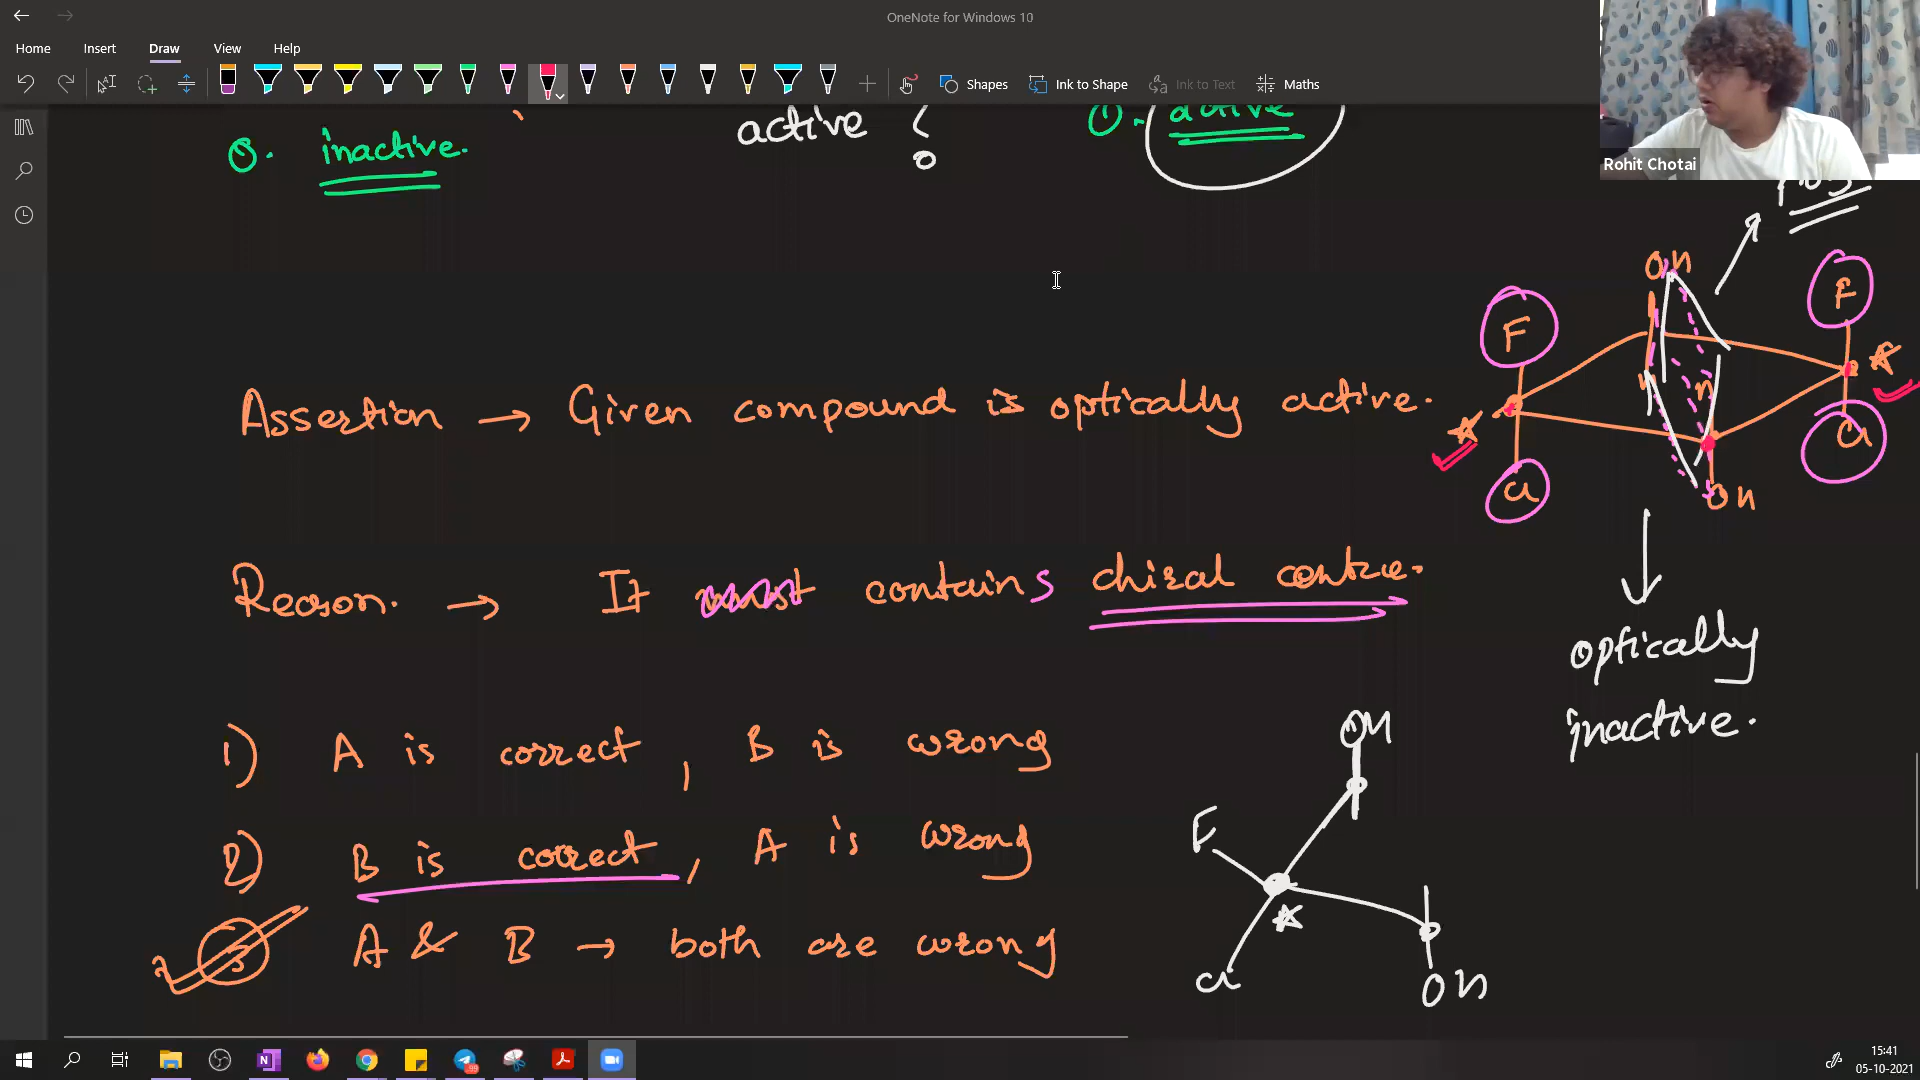 OneNote for Windows 10
Home Insert Draw View Help
Shapes Ink to Shape Ink to Text Maths
O. inactive.
active ?
O. active
Rohit Chotai
OH
F
F
H
H
Cl
Cl
OH
Assertion → Given compound is optically active.
Reason. → It must contains chiral centre.
optically
inactive.
1) A is correct, B is wrong
2) B is correct, A is wrong
3 A & B → both are wrong
OH
F
Cl
OH
15:41
05-10-2021